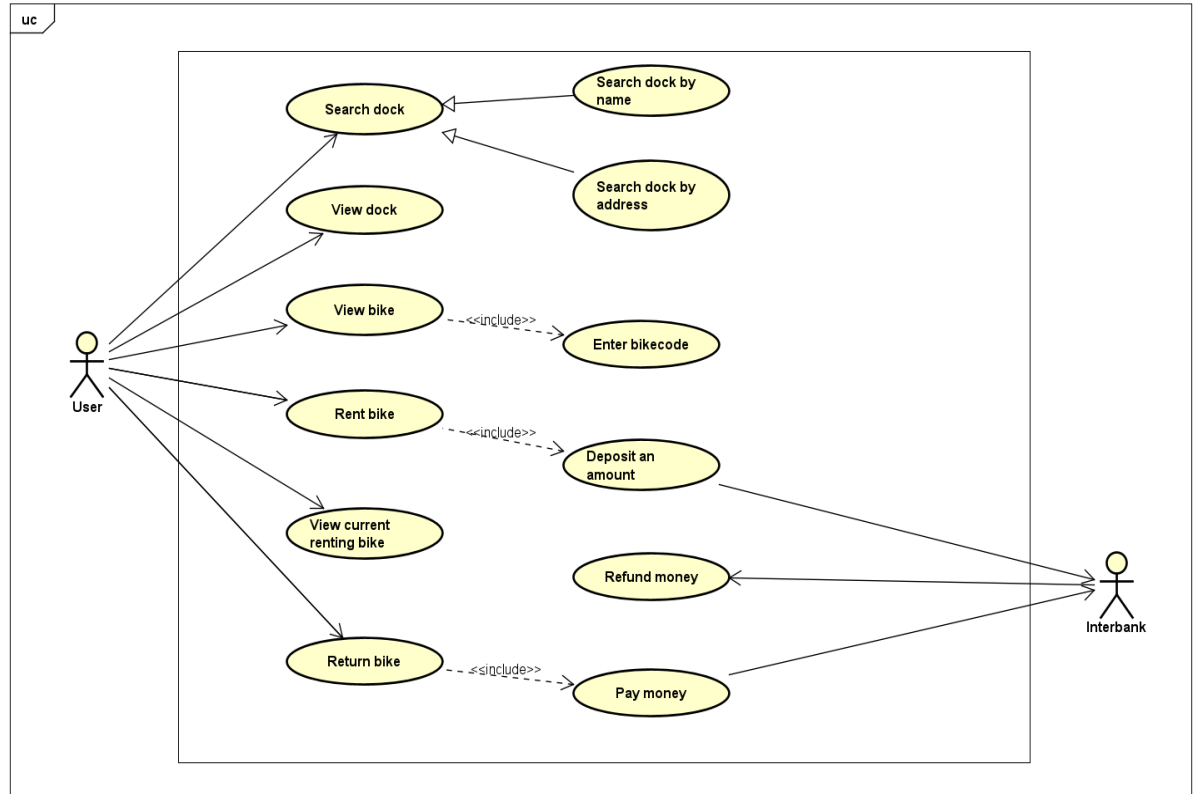 uc
Search dock
Search dock by
name
Search dock by
address
View dock
View bike
<<include>>
Enter bikecode
User
Rent bike
<<include>>
Deposit an
amount
View current
renting bike
Refund money
Interbank
Return bike
<<include>>
Pay money